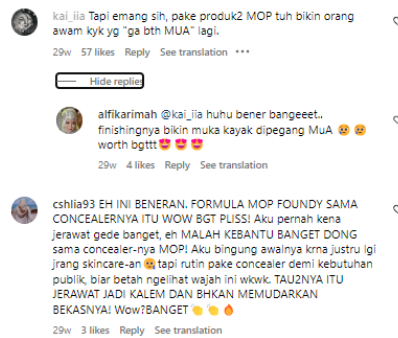 kai_iia Tapi emang sih, pake produk2 MOP tuh bikin orang
awam kyk yg "ga bth MUA" lagi.
29w 57 likes Reply See translation •••
Hide replies
alfikarimah @kai_iia huhu bener bangeeet..
finishingnya bikin muka kayak dipegang MuA 😢 😢
worth bgttt😍 😍 😍
29w 4 likes Reply See translation
cshlia93 EH INI BENERAN. FORMULA MOP FOUNDY SAMA
CONCEALERNYA ITU WOW BGT PLISS! Aku pernah kena
jerawat gede banget, eh MALAH KEBANTU BANGET DONG
sama concealer-nya MOP! Aku bingung awalnya krna justru lgi
jrang skincare-an 🤐 tapi rutin pake concealer demi kebutuhan
publik, biar betah ngelihat wajah ini wkwk. TAU2NYA ITU
JERAWAT JADI KALEM DAN BHKAN MEMUDARKAN
BEKASNYA! Wow?BANGET 👏 👏 🔥
29w 3 likes Reply See translation